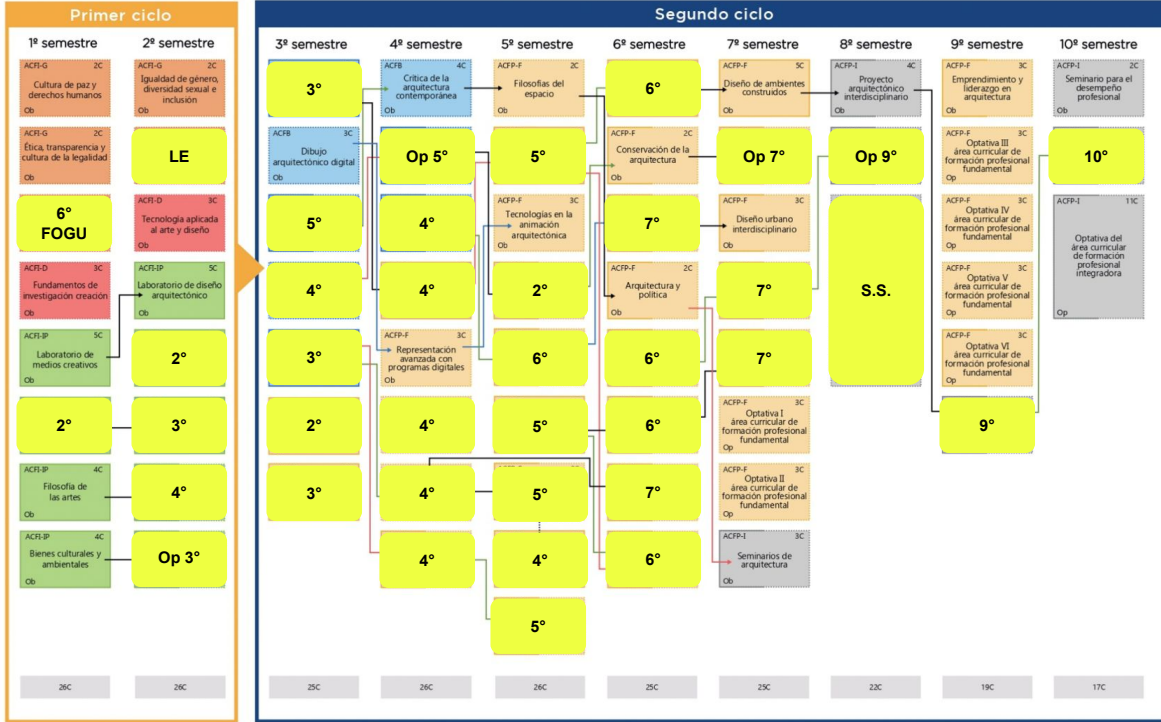 Primer ciclo
Segundo ciclo
1º semestre
2º semestre
3º semestre
4º semestre
5º semestre
6º semestre
7º semestre
8º semestre
9º semestre
10º semestre
ACFI-G 2C
Cultura de paz y
derechos humanos
Ob
ACFI-G 2C
Ética, transparencia y
cultura de la legalidad
Ob
6°
FOGU
ACFI-D 3C
Fundamentos de
investigación creación
Ob
ACFI-IP 5C
Laboratorio de
medios creativos
Ob
2°
ACFI-IP 4C
Filosofía de
las artes
Ob
ACFI-IP 4C
Bienes culturales y
ambientales
Ob
26C
ACFI-G 2C
Igualdad de género,
diversidad sexual e
inclusión
Ob
LE
ACFI-D 3C
Tecnología aplicada
al arte y diseño
Ob
ACFI-IP 5C
Laboratorio de diseño
arquitectónico
Ob
2°
3°
4°
Op 3°
26C
3°
ACFB 3C
Dibujo
arquitectónico digital
Ob
5°
4°
3°
2°
3°
25C
ACFB 4C
Crítica de la
arquitectura
contemporánea
Ob
Op 5°
4°
4°
ACFP-F 3C
Representación
avanzada con
programas digitales
Ob
4°
4°
4°
26C
ACFP-F 2C
Filosofías del
espacio
Ob
5°
ACFP-F 3C
Tecnologías en la
animación
arquitectónica
Ob
2°
6°
5°
5°
4°
5°
26C
6°
ACFP-F 2C
Conservación de la
arquitectura
Ob
7°
ACFP-F 2C
Arquitectura y
política
Ob
6°
6°
7°
6°
25C
ACFP-F 5C
Diseño de ambientes
construidos
Ob
Op 7°
ACFP-F 3C
Diseño urbano
interdisciplinario
Ob
7°
7°
ACFP-F 3C
Optativa I
área curricular de
formación profesional
fundamental
Op
ACFP-F 3C
Optativa II
área curricular de
formación profesional
fundamental
Op
ACFP-I 3C
Seminarios de
arquitectura
Ob
25C
ACFP-I 4C
Proyecto
arquitectónico
interdisciplinario
Ob
Op 9°
S.S.
22C
ACFP-F 3C
Emprendimiento y
liderazgo en
arquitectura
Ob
ACFP-F 3C
Optativa III
área curricular de
formación profesional
fundamental
Op
ACFP-F 3C
Optativa IV
área curricular de
formación profesional
fundamental
Op
ACFP-F 3C
Optativa V
área curricular de
formación profesional
fundamental
Op
ACFP-F 3C
Optativa VI
área curricular de
formación profesional
fundamental
Op
9°
19C
ACFP-I 2C
Seminario para el
desempeño
profesional
Ob
10°
ACFP-I 11C
Optativa del
área curricular
de formación
profesional
integradora
Op
17C